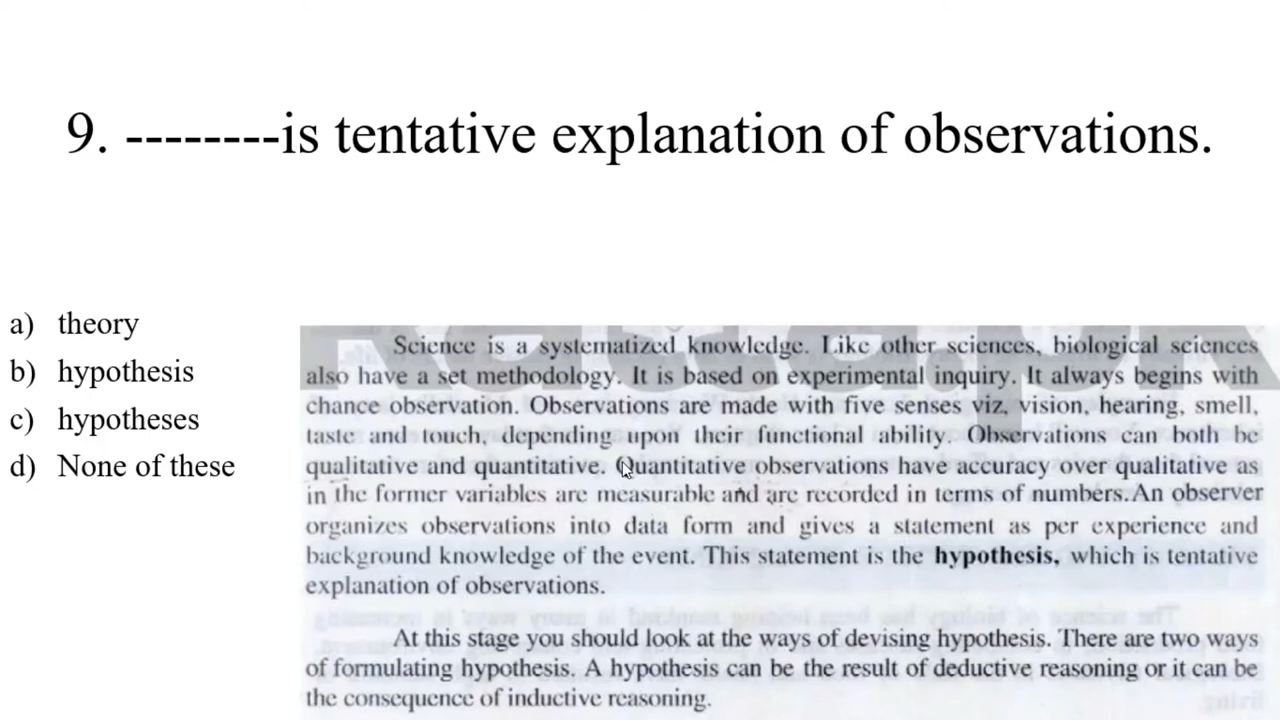 9. --------is tentative explanation of observations.
a) theory
b) hypothesis
c) hypotheses
d) None of these
Science is a systematized knowledge. Like other sciences, biological sciences
also have a set methodology. It is based on experimental inquiry. It always begins with
chance observation. Observations are made with five senses viz, vision, hearing, smell,
taste and touch, depending upon their functional ability. Observations can both be
qualitative and quantitative. Quantitative observations have accuracy over qualitative as
in the former variables are measurable and are recorded in terms of numbers. An observer
organizes observations into data form and gives a statement as per experience and
background knowledge of the event. This statement is the hypothesis, which is tentative
explanation of observations.
At this stage you should look at the ways of devising hypothesis. There are two ways
of formulating hypothesis. A hypothesis can be the result of deductive reasoning or it can be
the consequence of inductive reasoning.